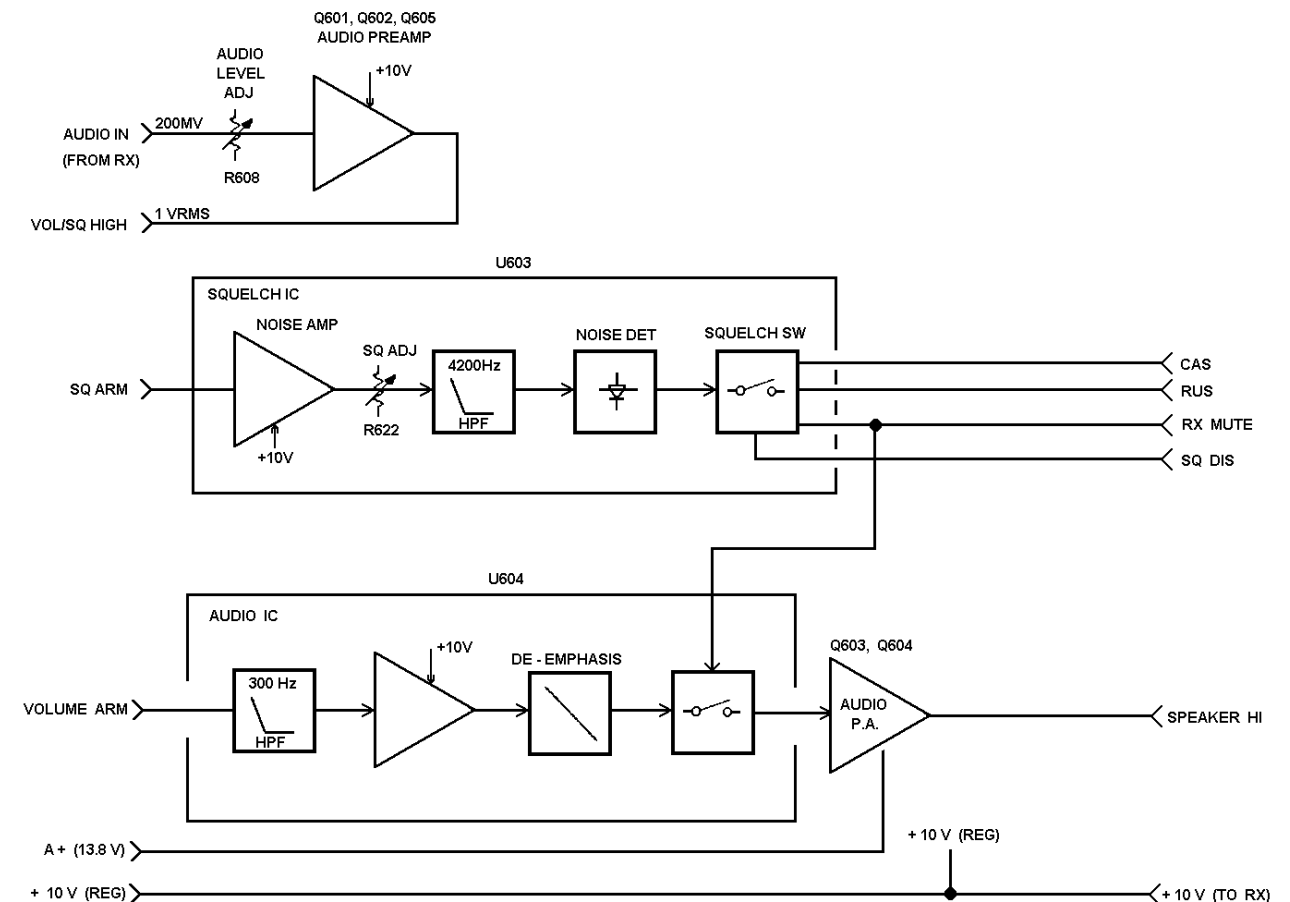 Q601, Q602, Q605
AUDIO PREAMP
AUDIO
LEVEL
ADJ
+10V
200MV
AUDIO IN
(FROM RX)
R608
1 VRMS
VOL/SQ HIGH
U603
SQUELCH IC
NOISE AMP
SQ ADJ
NOISE DET
SQUELCH SW
4200Hz
HPF
CAS
SQ ARM
RUS
R622
RX MUTE
+10V
SQ DIS
U604
AUDIO IC
+10V
DE - EMPHASIS
Q603, Q604
300 Hz
HPF
VOLUME ARM
AUDIO
P.A.
SPEAKER HI
A + (13.8 V)
+ 10 V (REG)
+ 10 V (REG)
+ 10 V (TO RX)